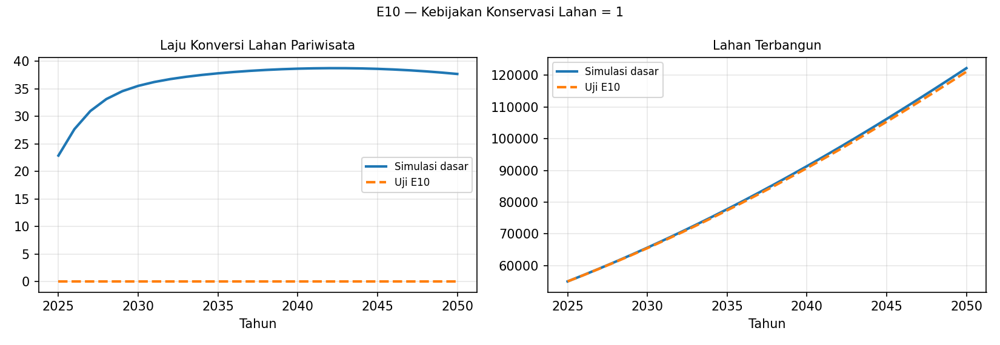 E10 — Kebijakan Konservasi Lahan = 1
Laju Konversi Lahan Pariwisata
40
35
30
25
20
15
10
5
0
Simulasi dasar
Uji E10
2025 2030 2035 2040 2045 2050
Tahun
Lahan Terbangun
120000
110000
100000
90000
80000
70000
60000
Simulasi dasar
Uji E10
2025 2030 2035 2040 2045 2050
Tahun